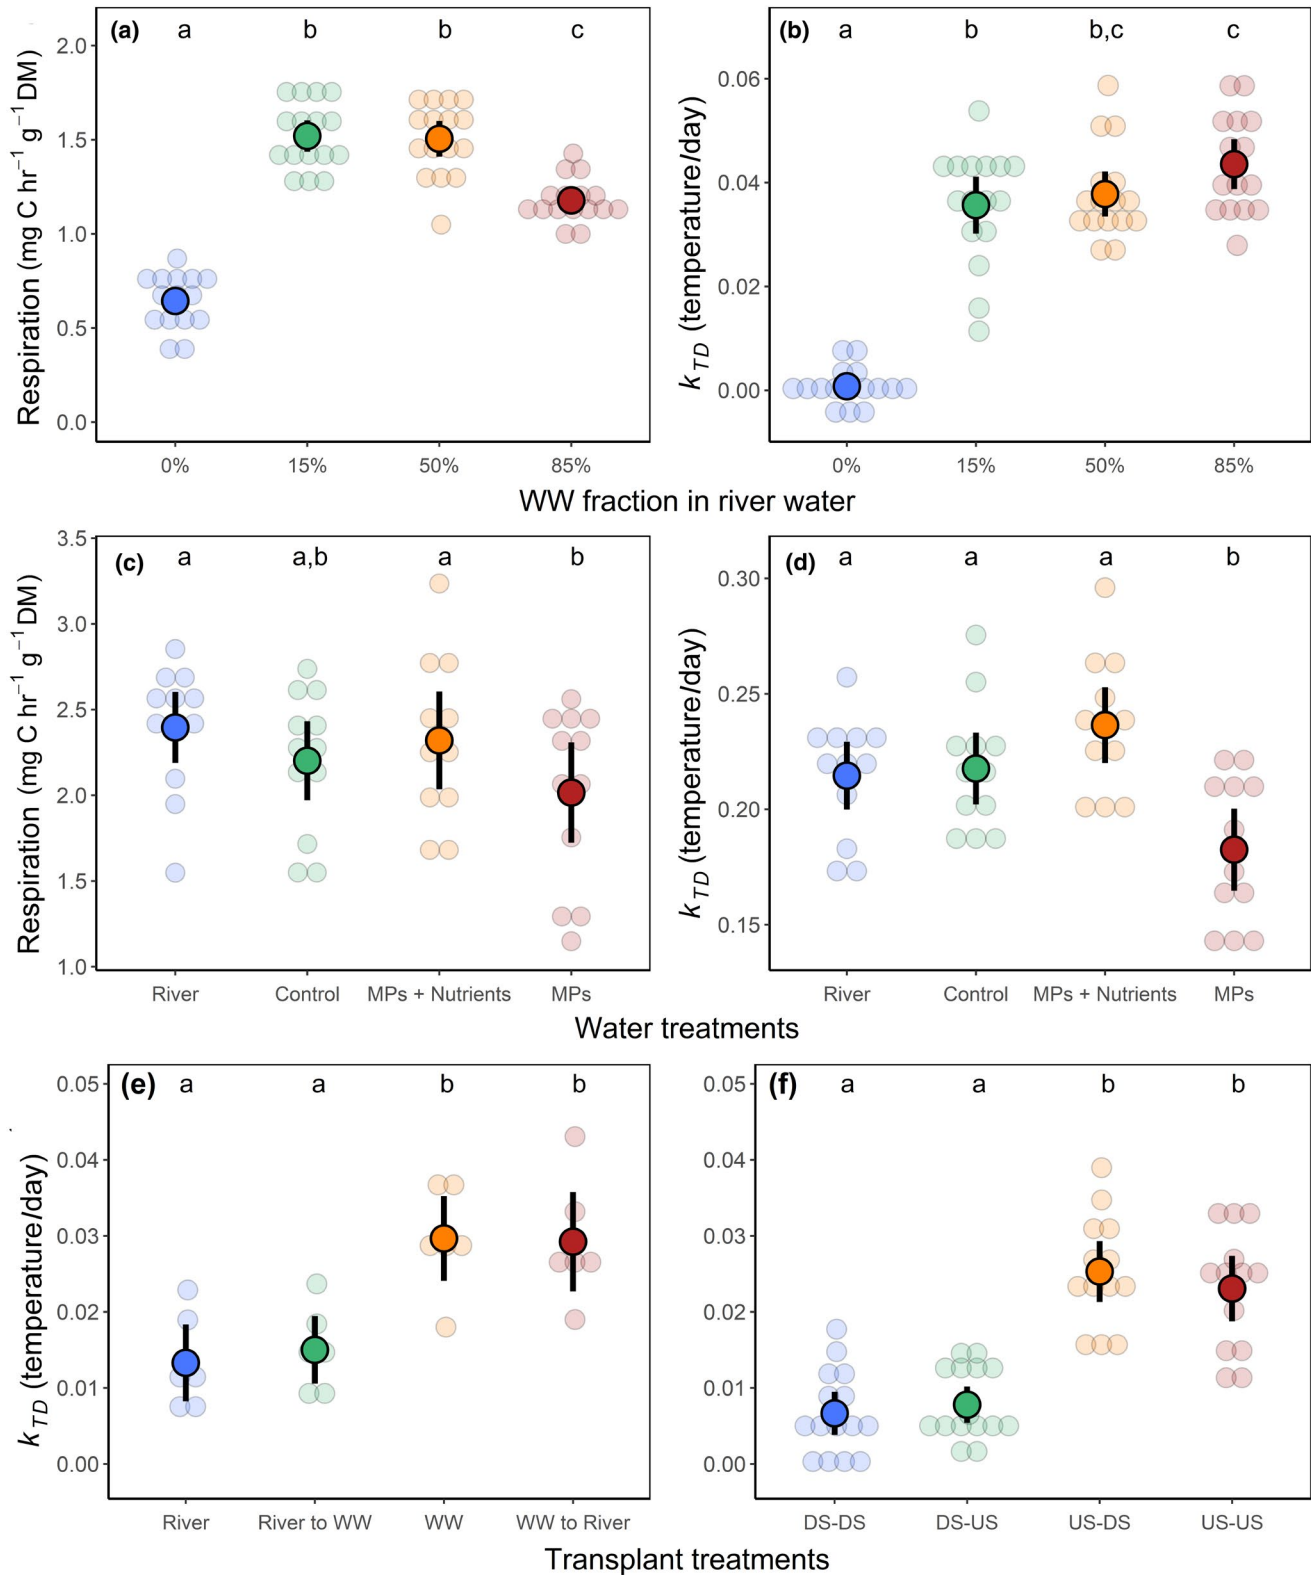 (a) a b b c
Respiration (mg C hr⁻¹ g⁻¹ DM)
2.0
1.5
1.0
0.5
0.0
0% 15% 50% 85%
(b) a b b,c c
k_TD (temperature/day)
0.06
0.04
0.02
0.00
0% 15% 50% 85%
WW fraction in river water
(c) a a,b a b
Respiration (mg C hr⁻¹ g⁻¹ DM)
3.5
3.0
2.5
2.0
1.5
1.0
River Control MPs + Nutrients MPs
(d) a a a b
k_TD (temperature/day)
0.30
0.25
0.20
0.15
River Control MPs + Nutrients MPs
Water treatments
(e) a a b b
k_TD (temperature/day)
0.05
0.04
0.03
0.02
0.01
0.00
River River to WW WW WW to River
(f) a a b b
0.05
0.04
0.03
0.02
0.01
0.00
DS-DS DS-US US-DS US-US
Transplant treatments